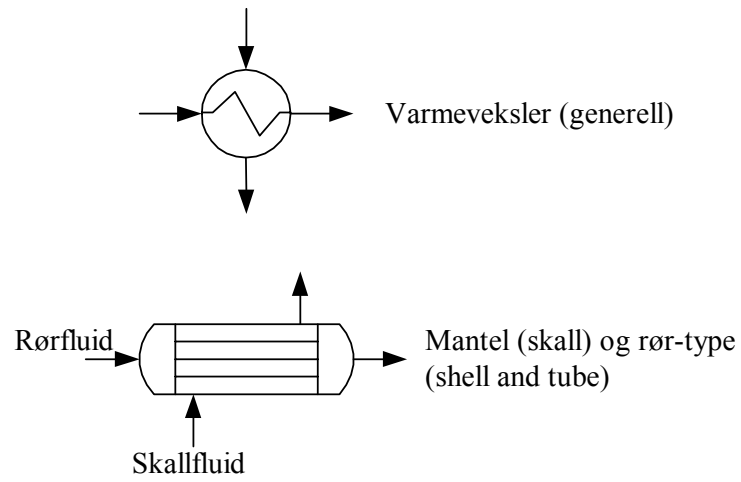 Varmeveksler (generell)
Rørfluid
Mantel (skall) og rør-type
(shell and tube)
Skallfluid